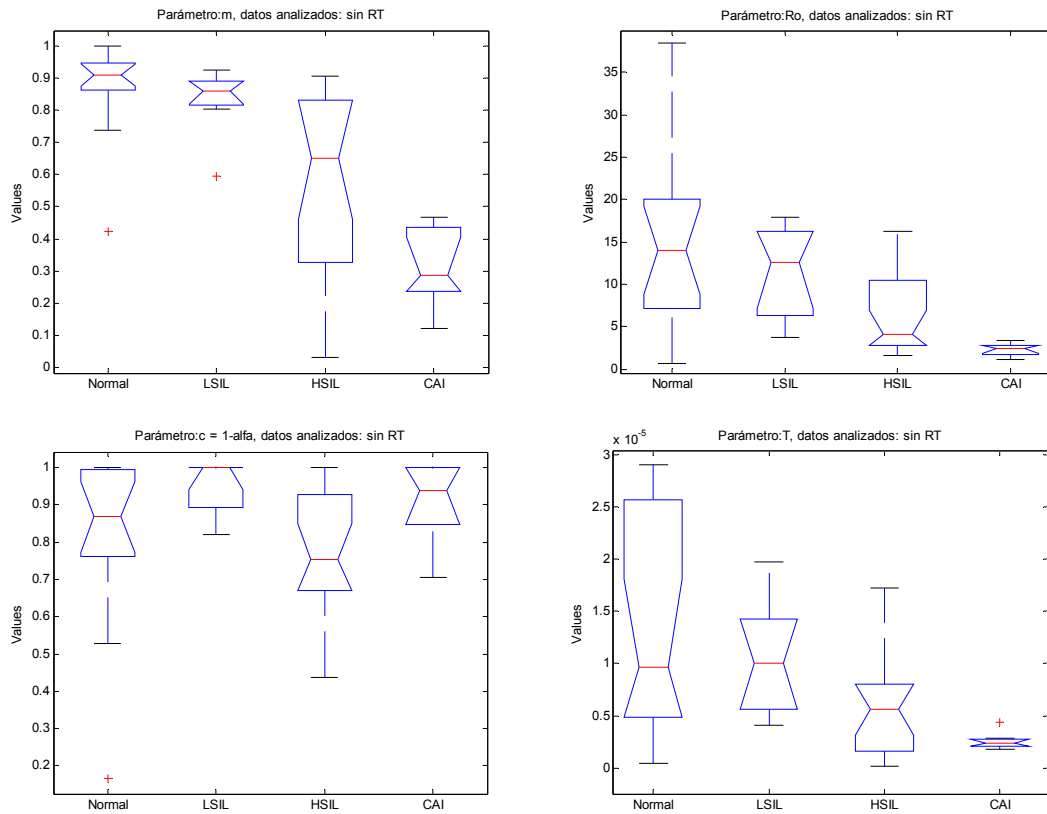 Parámetro:m, datos analizados: sin RT
1
0.9
0.8
0.7
0.6
0.5
0.4
0.3
0.2
0.1
0
Values
Normal LSIL HSIL CAI
Parámetro:Ro, datos analizados: sin RT
35
30
25
20
15
10
5
0
Values
Normal LSIL HSIL CAI
Parámetro:c = 1-alfa, datos analizados: sin RT
1
0.9
0.8
0.7
0.6
0.5
0.4
0.3
0.2
Values
Normal LSIL HSIL CAI
Parámetro:T, datos analizados: sin RT
x 10^-5
3
2.5
2
1.5
1
0.5
0
Values
Normal LSIL HSIL CAI